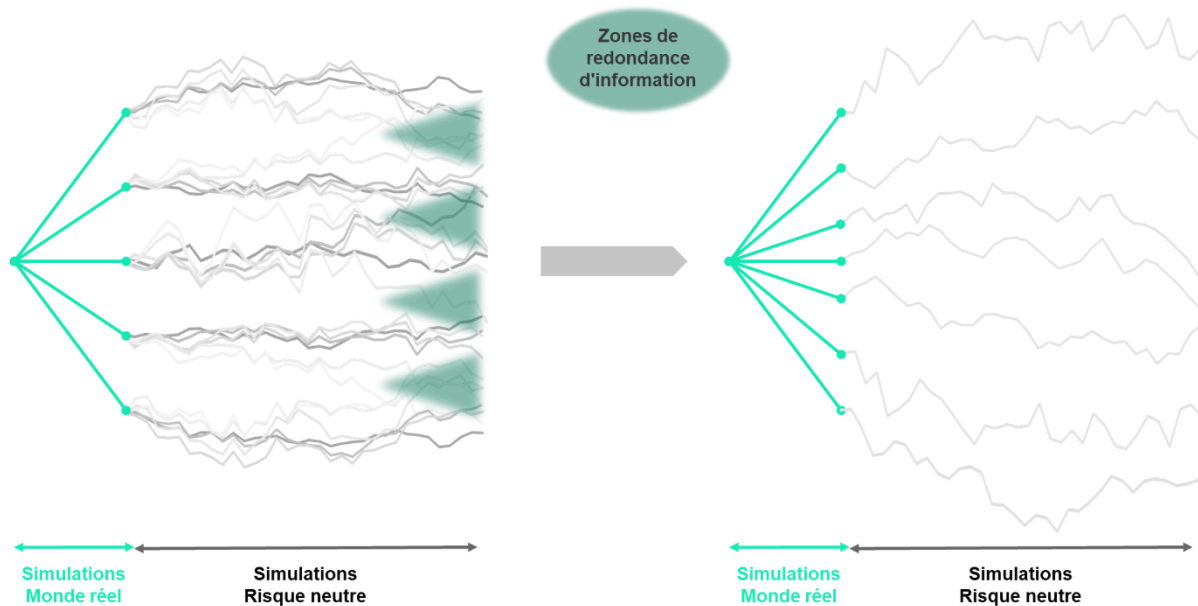 Zones de
redondance
d'information
Simulations
Monde réel
Simulations
Risque neutre
Simulations
Monde réel
Simulations
Risque neutre